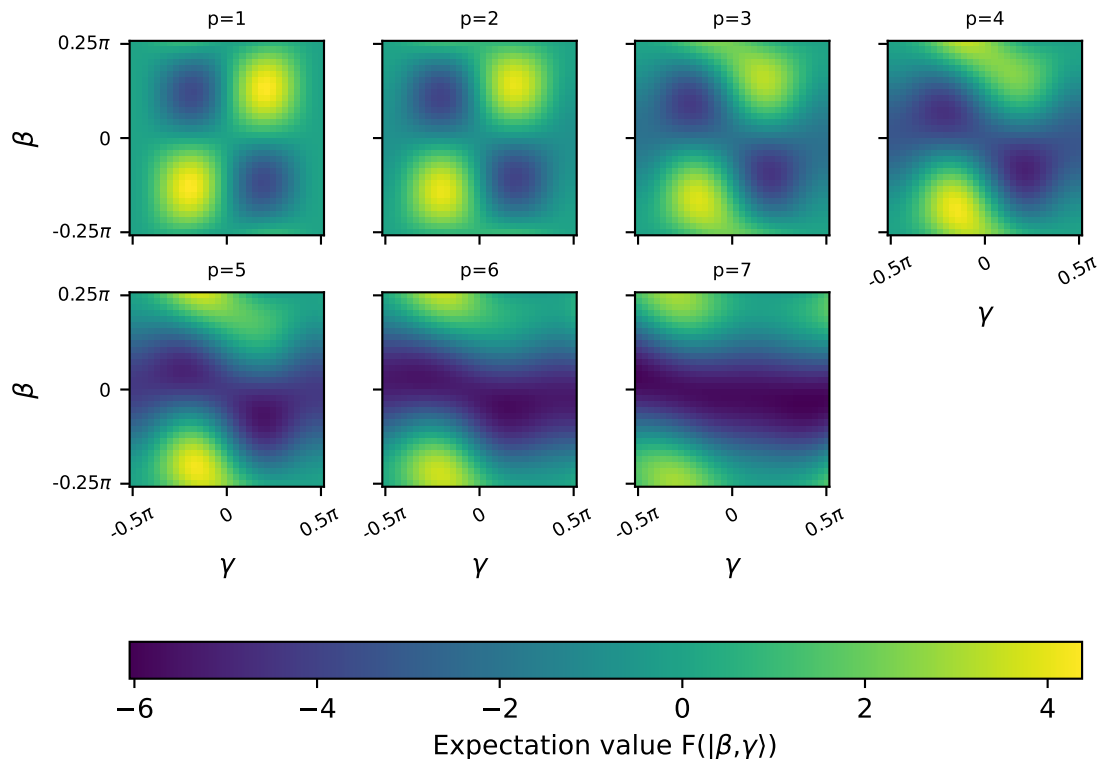 p=1 p=2 p=3 p=4
0.25π
β
0
-0.25π
-0.5π 0 0.5π
γ
p=5 p=6 p=7
0.25π
β
0
-0.25π
-0.5π 0 0.5π -0.5π 0 0.5π -0.5π 0 0.5π
γ γ γ
−6 −4 −2 0 2 4
Expectation value F(|β,γ⟩)